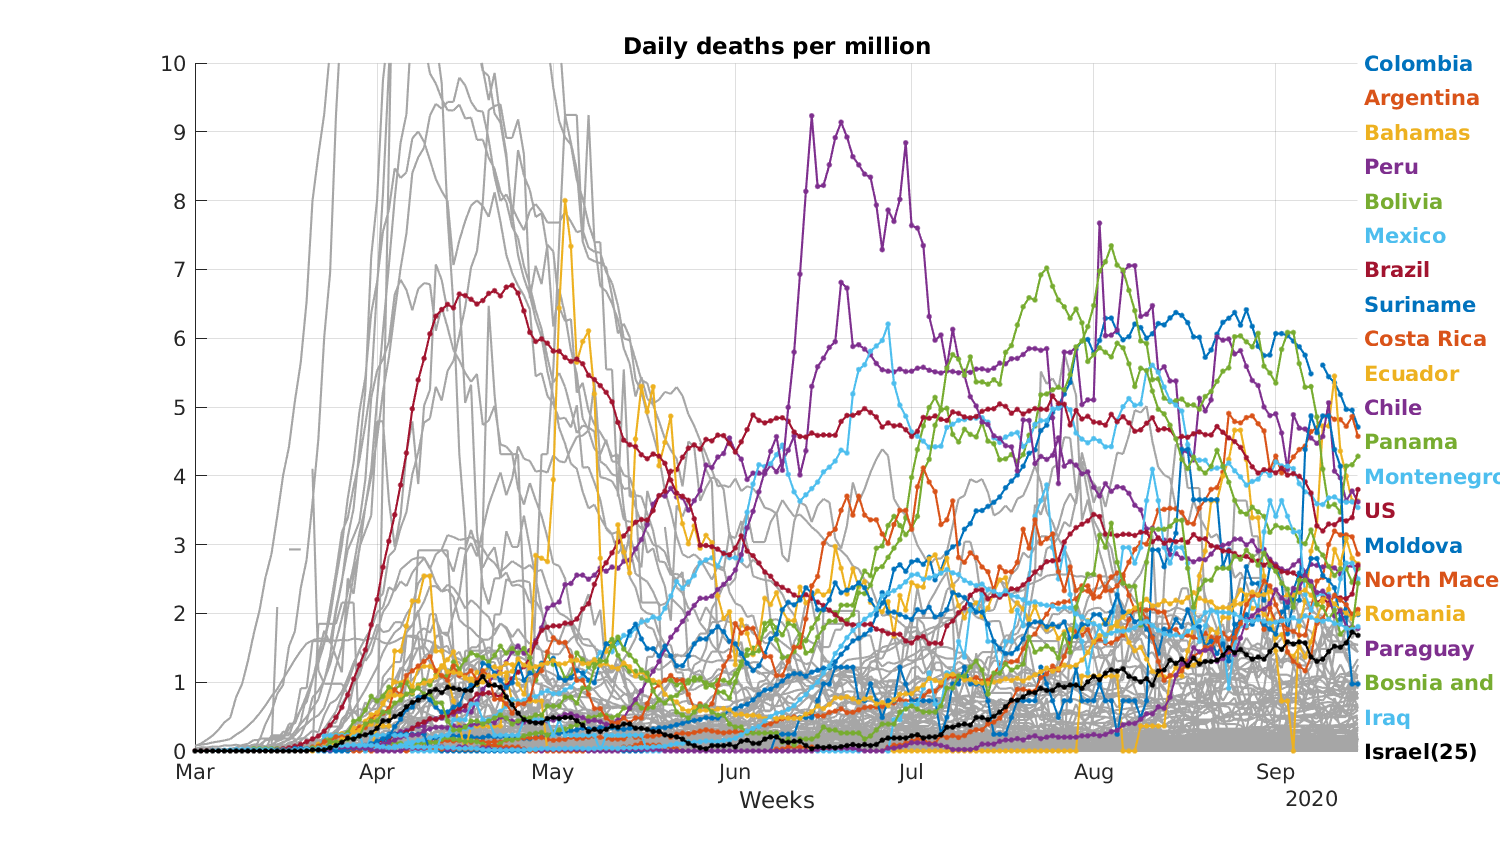 Daily deaths per million
10
9
8
7
6
5
4
3
2
1
0
Mar Apr May Jun Jul Aug Sep
2020
Weeks
Colombia
Argentina
Bahamas
Peru
Bolivia
Mexico
Brazil
Suriname
Costa Rica
Ecuador
Chile
Panama
Montenegro
US
Moldova
North Mace
Romania
Paraguay
Bosnia and
Iraq
Israel(25)